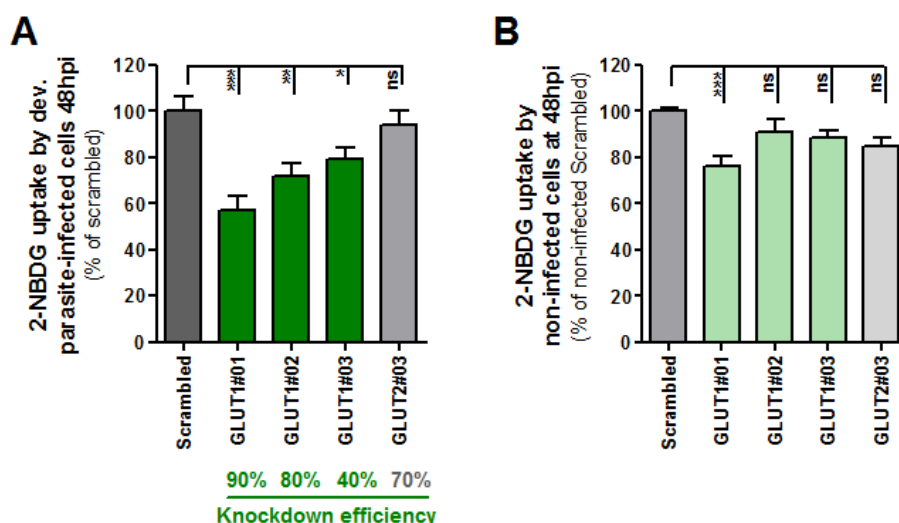 A
2-NBDG uptake by dev.
parasite-infected cells 48hpi
(% of scrambled)
120
100
80
60
40
20
0
***
**
*
ns
Scrambled
GLUT1#01
GLUT1#02
GLUT1#03
GLUT2#03
90% 80% 40% 70%
Knockdown efficiency
B
2-NBDG uptake by
non-infected cells at 48hpi
(% of non-infected Scrambled)
120
100
80
60
40
20
0
***
ns
ns
ns
Scrambled
GLUT1#01
GLUT1#02
GLUT1#03
GLUT2#03